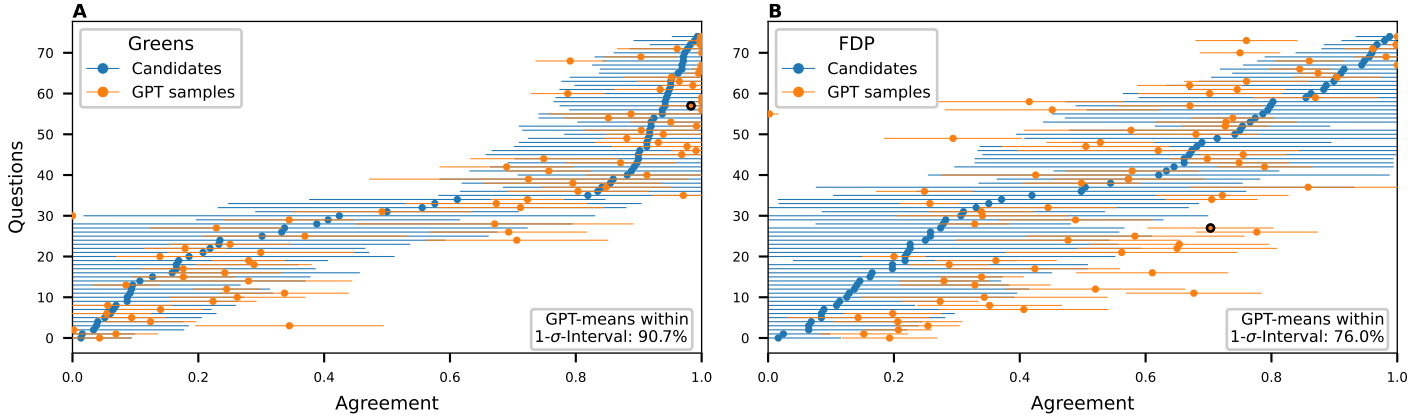 A
Greens
Candidates
GPT samples
Questions
70
60
50
40
30
20
10
0
GPT-means within
1-σ-Interval: 90.7%
0.0 0.2 0.4 0.6 0.8 1.0
Agreement
B
FDP
Candidates
GPT samples
70
60
50
40
30
20
10
0
GPT-means within
1-σ-Interval: 76.0%
0.0 0.2 0.4 0.6 0.8 1.0
Agreement